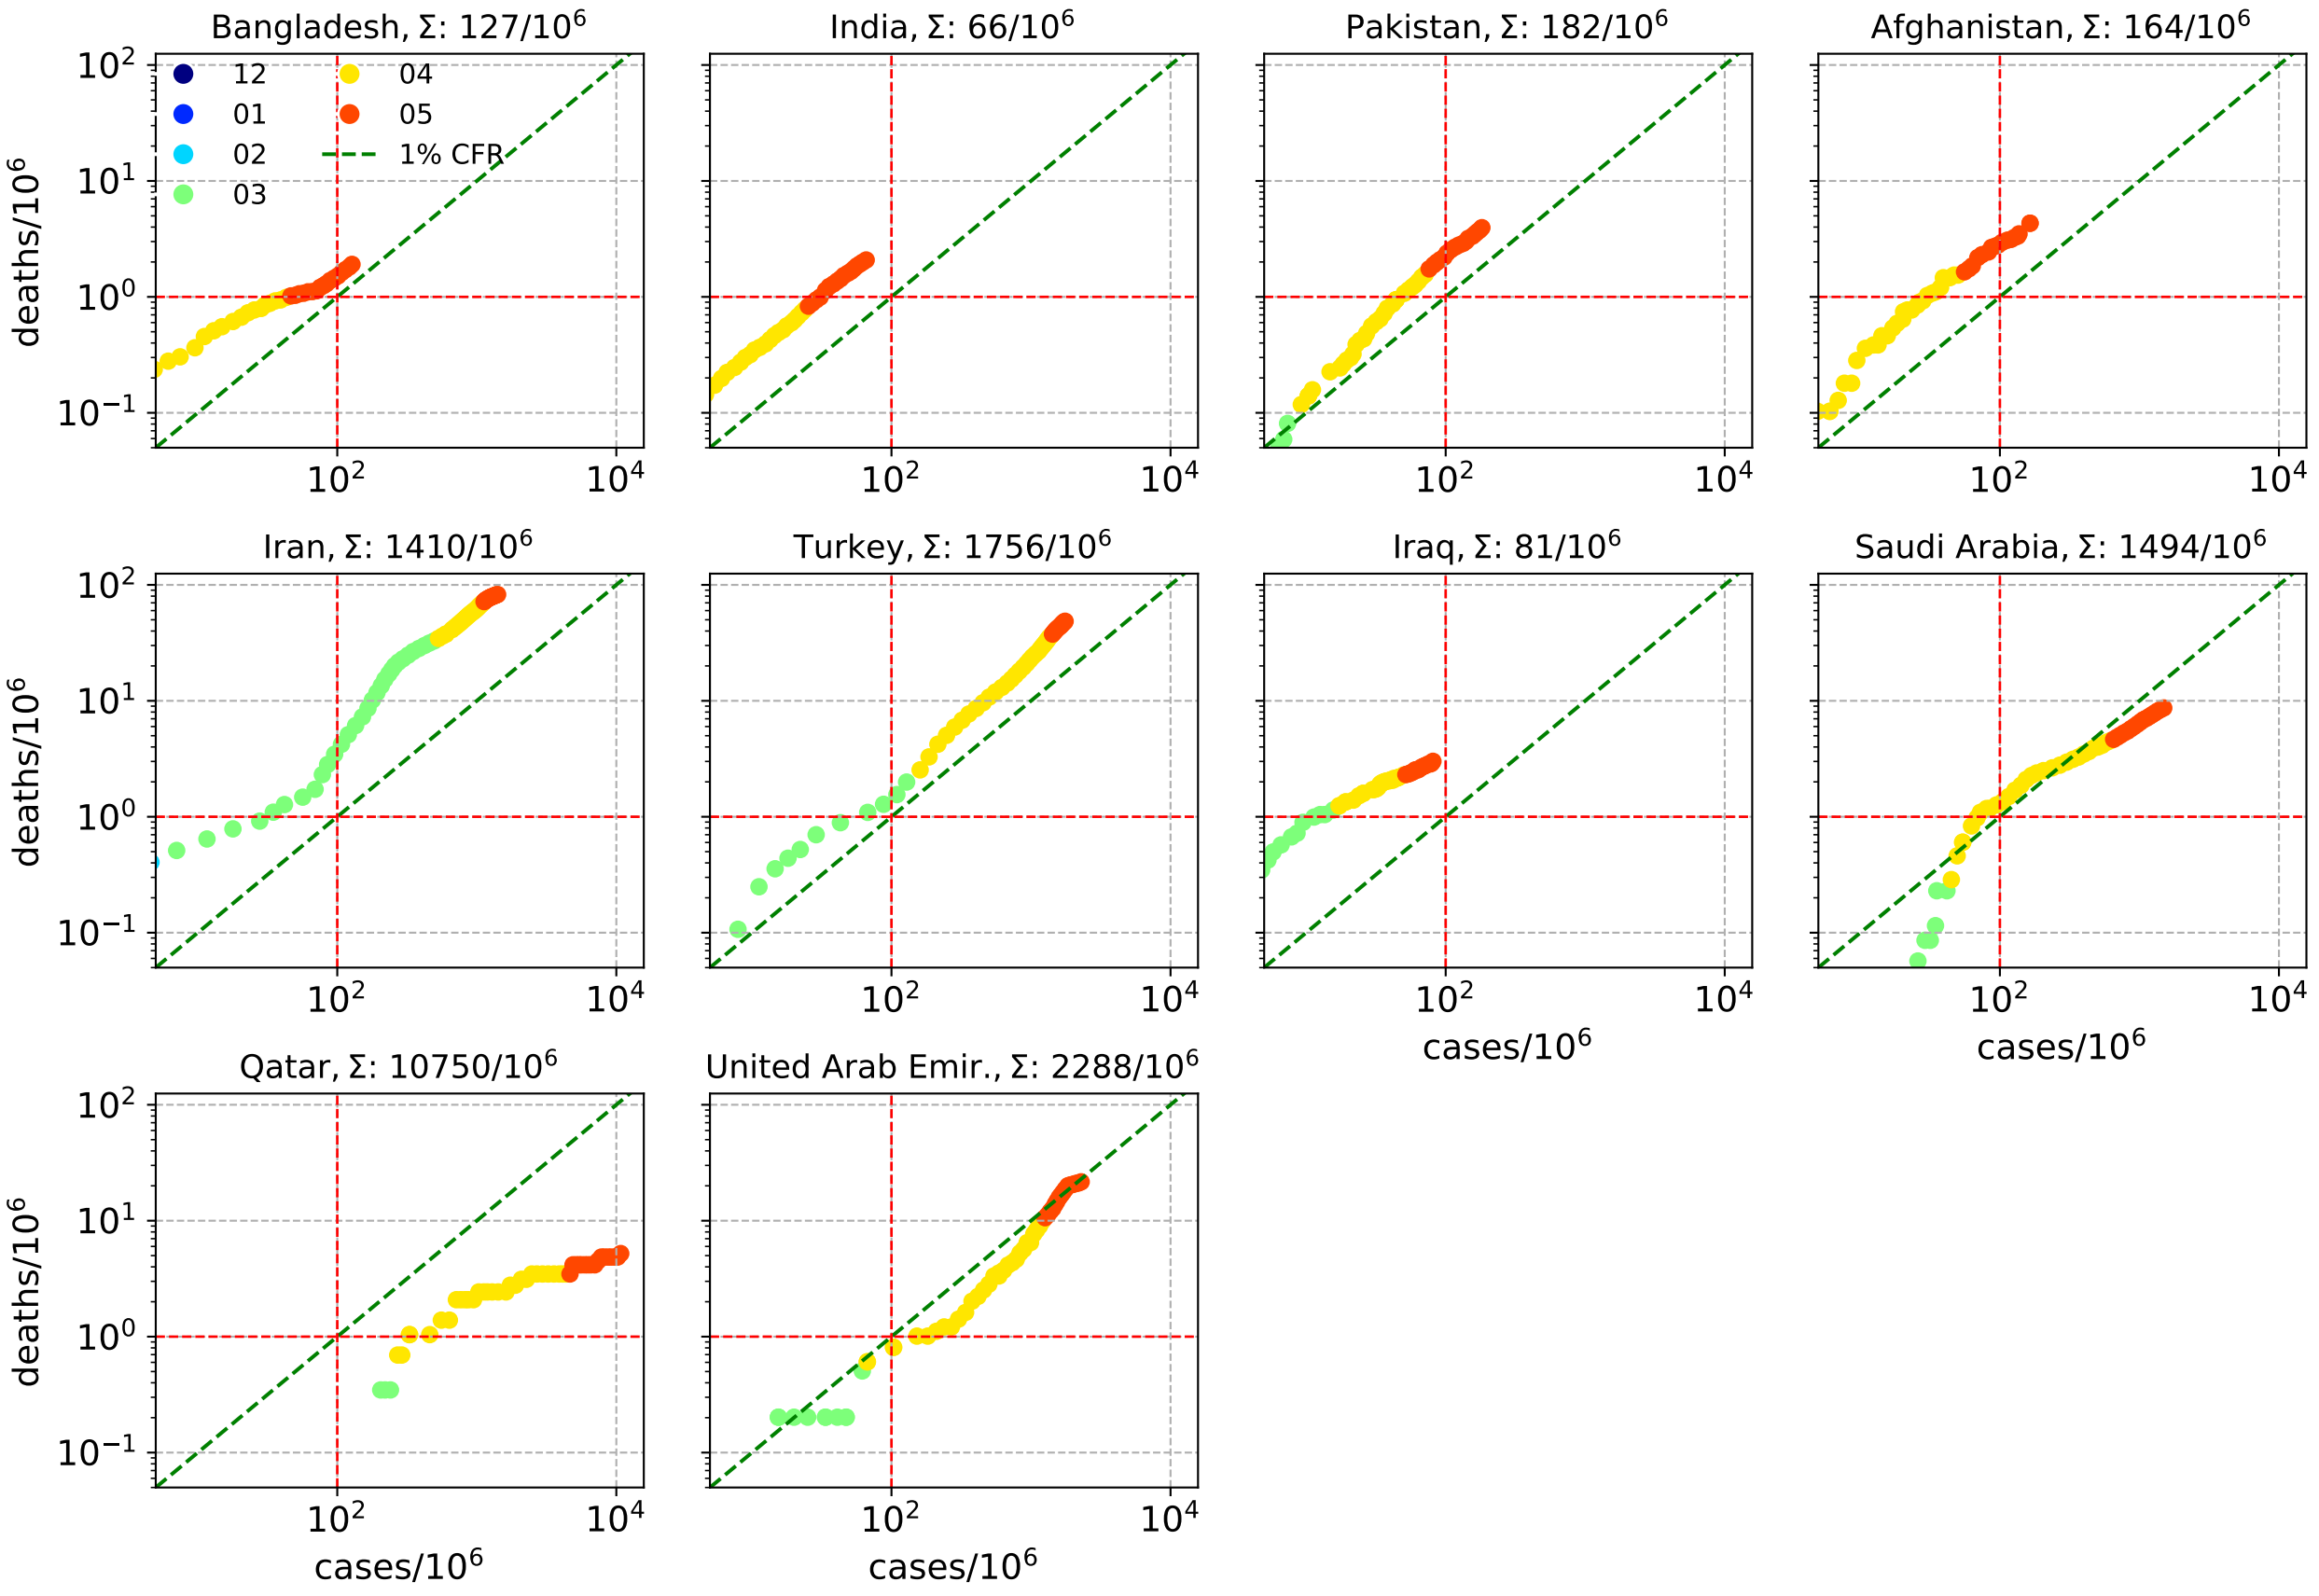 Bangladesh, Σ: 127/10⁶
India, Σ: 66/10⁶
Pakistan, Σ: 182/10⁶
Afghanistan, Σ: 164/10⁶
deaths/10⁶
10²
10¹
10⁰
10⁻¹
12
01
02
03
04
05
1% CFR
10² 10⁴
10² 10⁴
10² 10⁴
10² 10⁴
Iran, Σ: 1410/10⁶
Turkey, Σ: 1756/10⁶
Iraq, Σ: 81/10⁶
Saudi Arabia, Σ: 1494/10⁶
deaths/10⁶
10²
10¹
10⁰
10⁻¹
10² 10⁴
10² 10⁴
10² 10⁴
10² 10⁴
cases/10⁶
cases/10⁶
Qatar, Σ: 10750/10⁶
United Arab Emir., Σ: 2288/10⁶
deaths/10⁶
10²
10¹
10⁰
10⁻¹
10² 10⁴
10² 10⁴
cases/10⁶
cases/10⁶